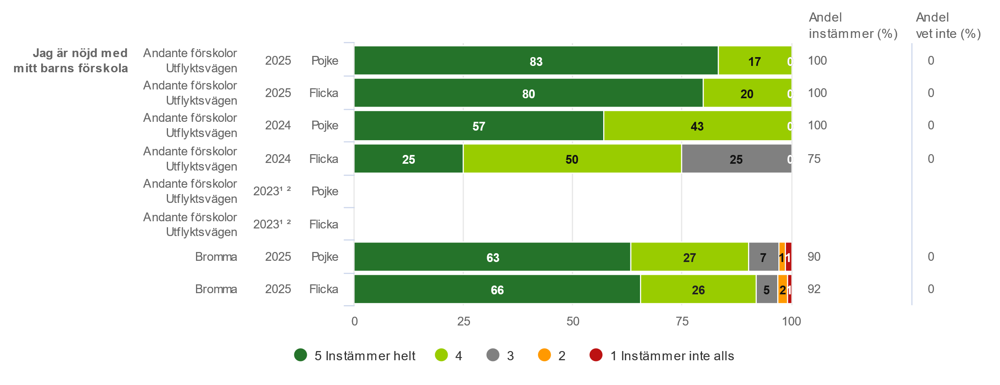 Andel
instämmer (%)
Andel
vet inte (%)
Jag är nöjd med
mitt barns förskola
Andante förskolor
Utflyktsvägen
2025
Pojke
83
17
0
100
0
Andante förskolor
Utflyktsvägen
2025
Flicka
80
20
0
100
0
Andante förskolor
Utflyktsvägen
2024
Pojke
57
43
0
100
0
Andante förskolor
Utflyktsvägen
2024
Flicka
25
50
25
0
75
0
Andante förskolor
Utflyktsvägen
2023¹ ²
Pojke
Andante förskolor
Utflyktsvägen
2023¹ ²
Flicka
Bromma
2025
Pojke
63
27
7
1
1
90
0
Bromma
2025
Flicka
66
26
5
2
1
92
0
0
25
50
75
100
5 Instämmer helt
4
3
2
1 Instämmer inte alls